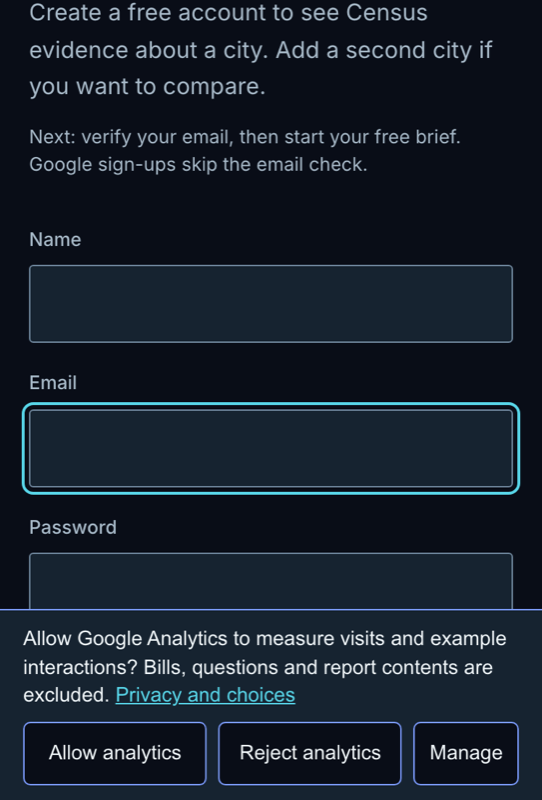 Create a free account to see Census
evidence about a city. Add a second city if
you want to compare.
Next: verify your email, then start your free brief.
Google sign-ups skip the email check.
Name
Email
Password
Allow Google Analytics to measure visits and example
interactions? Bills, questions and report contents are
excluded. Privacy and choices
Allow analytics
Reject analytics
Manage